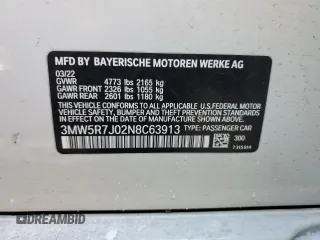 MFD BY BAYERISCHE MOTOREN WERKE AG
03/22
GVWR 4773 lbs 2165 kg
GAWR FRONT 2326 lbs 1055 kg
GAWR REAR 2601 lbs 1180 kg
THIS VEHICLE CONFORMS TO ALL APPLICABLE U.S. FEDERAL MOTOR VEHICLE SAFETY, BUMPER AND THEFT PREVENTION STANDARDS IN EFFECT ON THE DATE OF MANUFACTURE SHOWN ABOVE.
3MW5R7J02N8C63913 TYPE: PASSENGER CAR
300